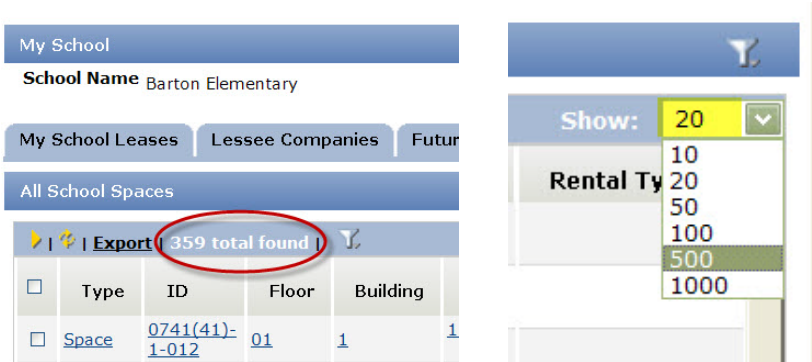 My School
School Name Barton Elementary
My School Leases Lessee Companies Futur
All School Spaces
| | Export | 359 total found |
Type ID Floor Building
Space 0741(41)-1-012 01 1 1
Show: 20
10
Rental Ty 20
50
100
500
1000